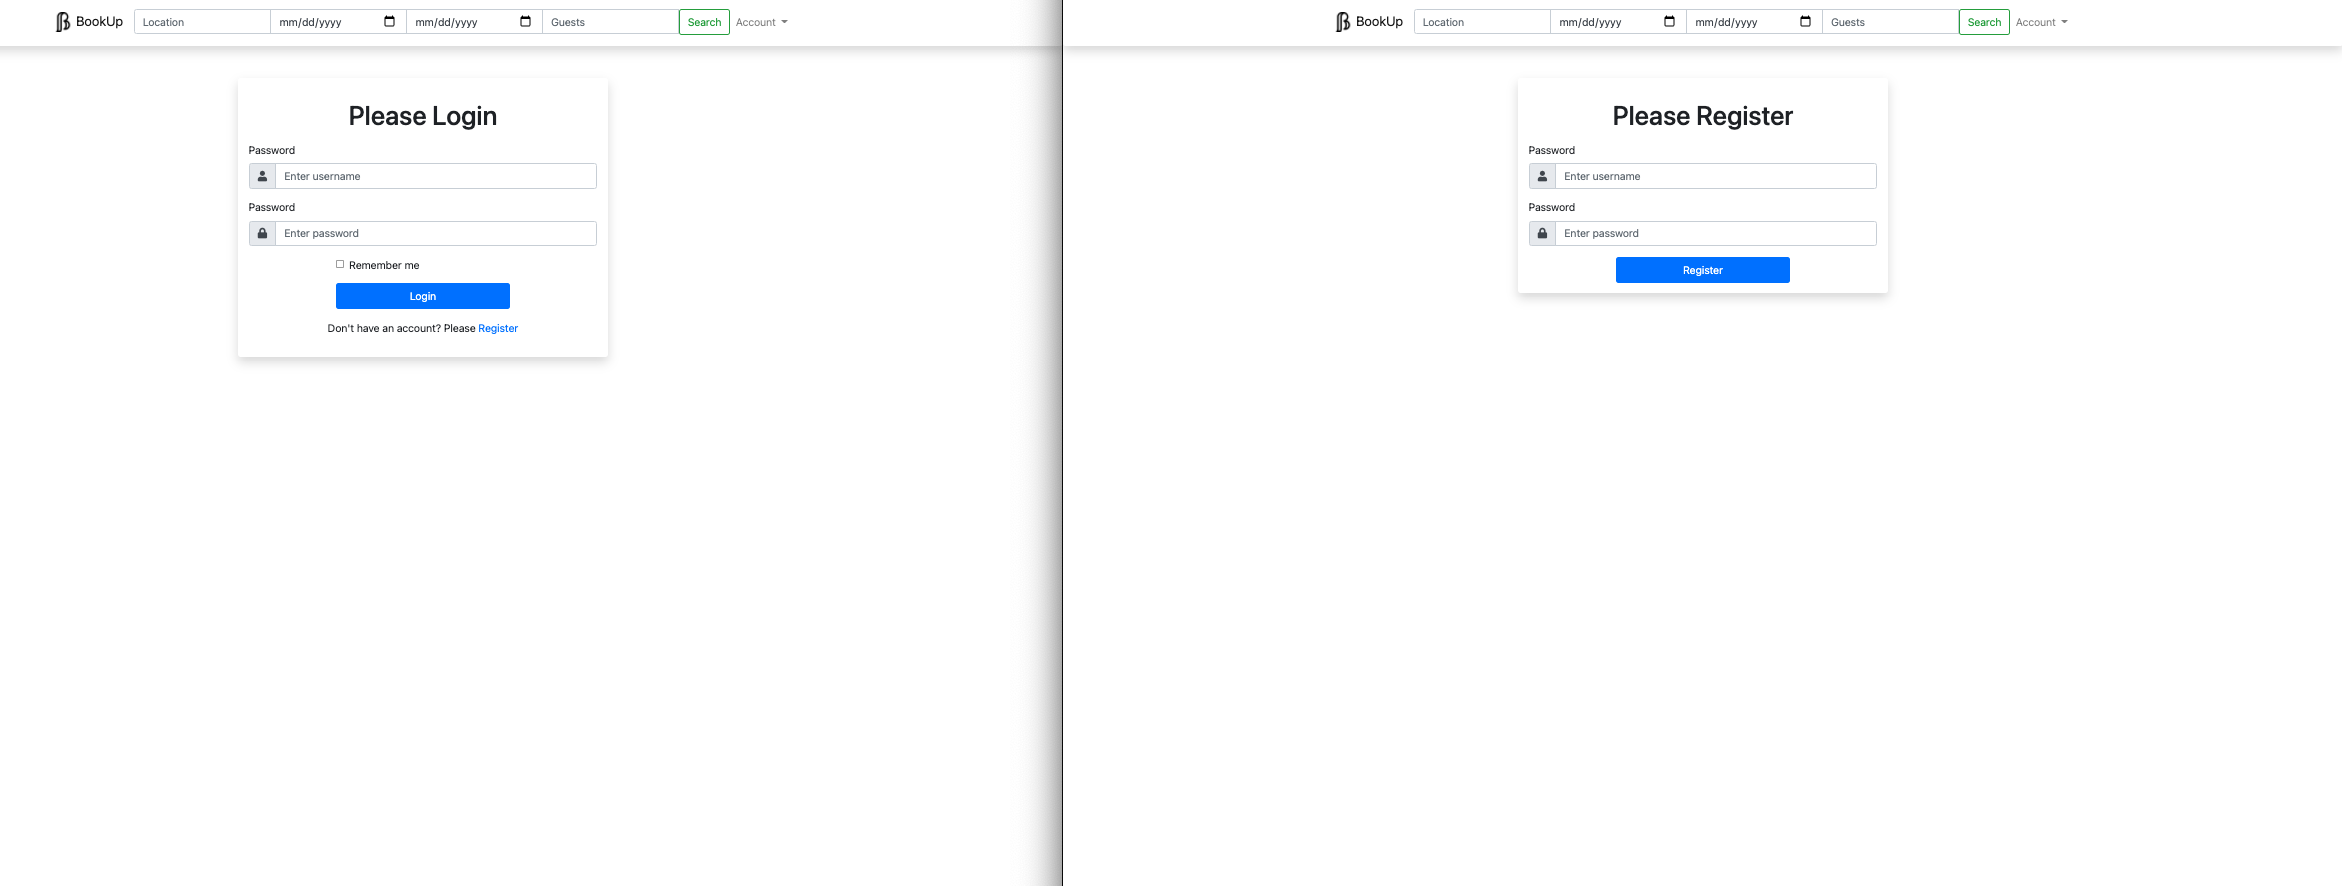 BookUp Location mm/dd/yyyy mm/dd/yyyy Guests Search Account
Please Login
Password
Enter username
Password
Enter password
Remember me
Login
Don't have an account? Please Register
BookUp Location mm/dd/yyyy mm/dd/yyyy Guests Search Account
Please Register
Password
Enter username
Password
Enter password
Register